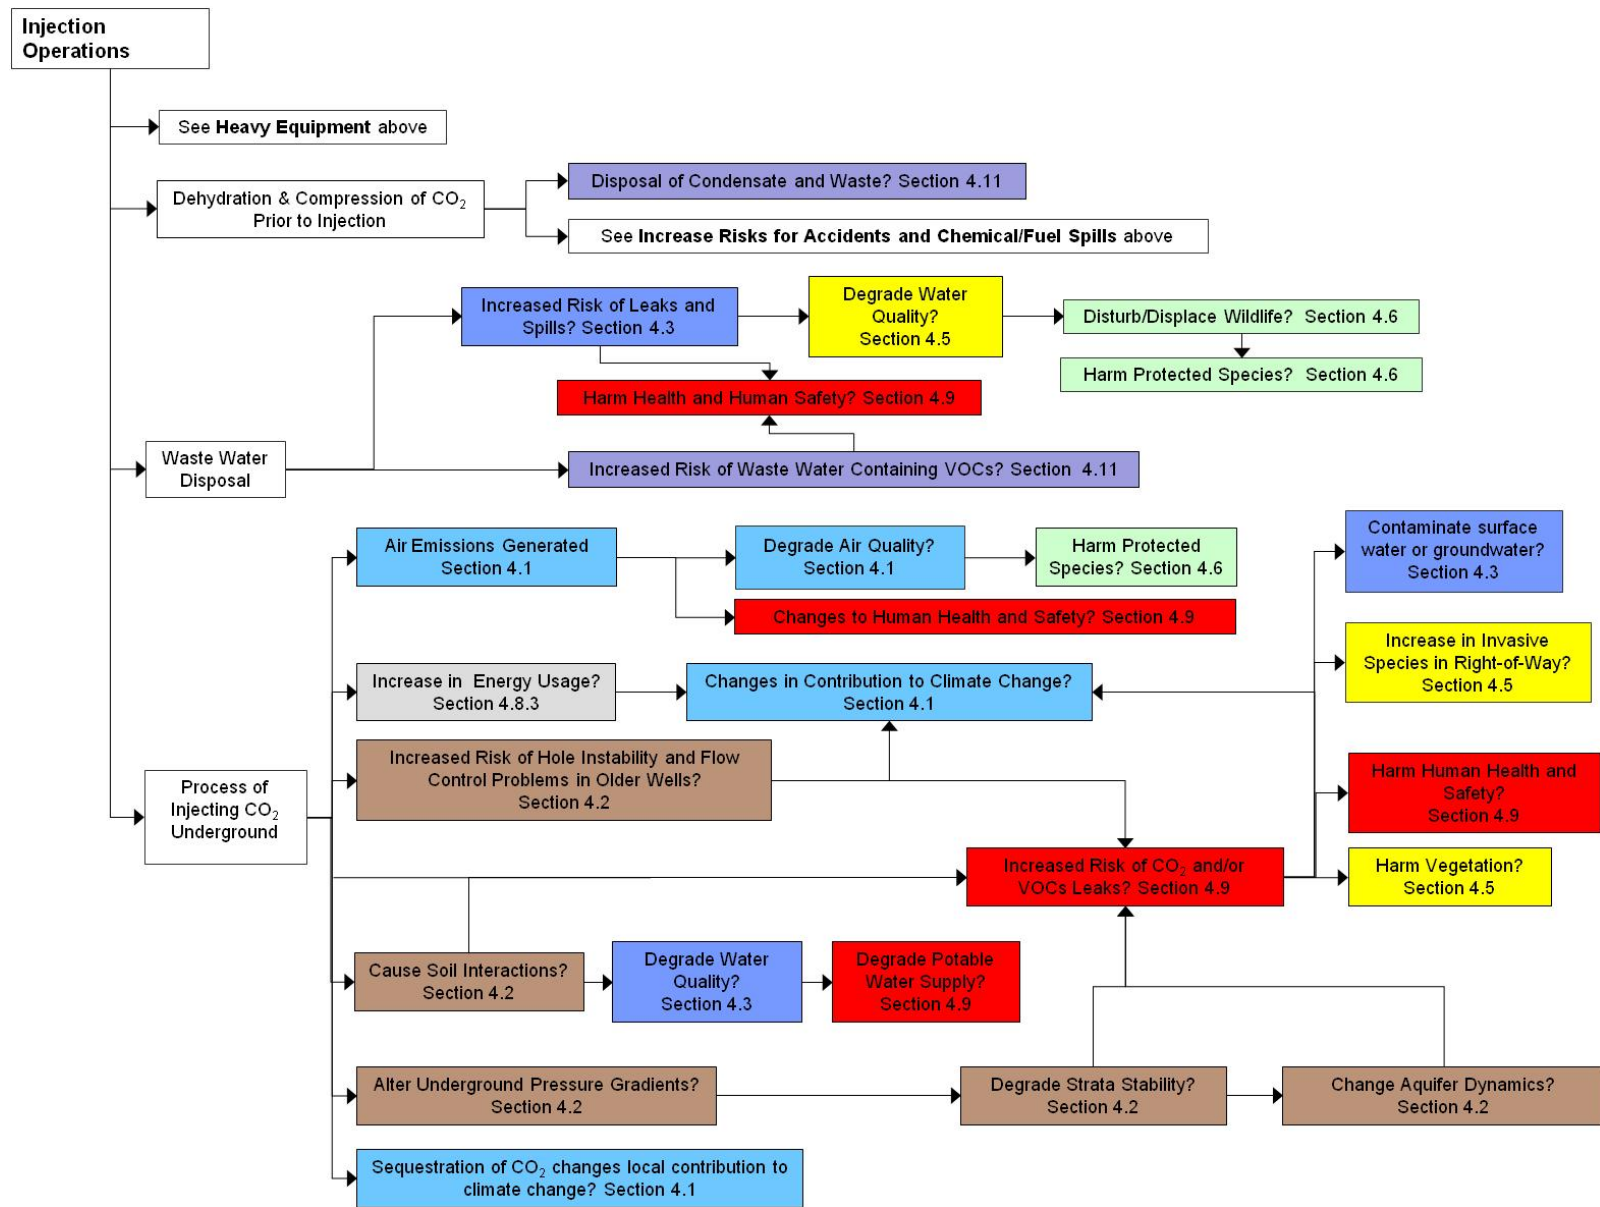 Injection
Operations
See Heavy Equipment above
Dehydration & Compression of CO₂
Prior to Injection
Disposal of Condensate and Waste? Section 4.11
See Increase Risks for Accidents and Chemical/Fuel Spills above
Increased Risk of Leaks and
Spills? Section 4.3
Degrade Water
Quality?
Section 4.5
Disturb/Displace Wildlife? Section 4.6
Harm Protected Species? Section 4.6
Harm Health and Human Safety? Section 4.9
Waste Water
Disposal
Increased Risk of Waste Water Containing VOCs? Section 4.11
Air Emissions Generated
Section 4.1
Degrade Air Quality?
Section 4.1
Harm Protected
Species? Section 4.6
Contaminate surface
water or groundwater?
Section 4.3
Changes to Human Health and Safety? Section 4.9
Increase in Invasive
Species in Right-of-Way?
Section 4.5
Increase in Energy Usage?
Section 4.8.3
Changes in Contribution to Climate Change?
Section 4.1
Increased Risk of Hole Instability and Flow
Control Problems in Older Wells?
Section 4.2
Harm Human Health and
Safety?
Section 4.9
Process of
Injecting CO₂
Underground
Increased Risk of CO₂ and/or
VOCs Leaks? Section 4.9
Harm Vegetation?
Section 4.5
Cause Soil Interactions?
Section 4.2
Degrade Water
Quality?
Section 4.3
Degrade Potable
Water Supply?
Section 4.9
Alter Underground Pressure Gradients?
Section 4.2
Degrade Strata Stability?
Section 4.2
Change Aquifer Dynamics?
Section 4.2
Sequestration of CO₂ changes local contribution to
climate change? Section 4.1